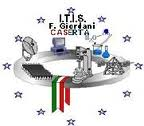 I.T.I.S.
F. Giordani
CASERTA